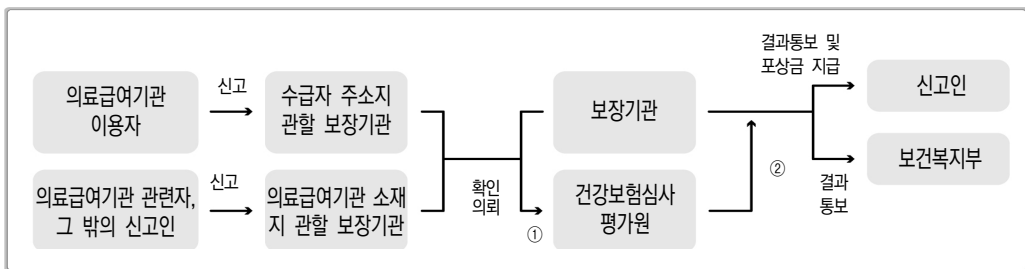 의료급여기관
이용자
신고
수급자 주소지
관할 보장기관
보장기관
결과통보 및
포상금 지급
신고인
의료급여기관 관련자,
그 밖의 신고인
신고
의료급여기관 소재
지 관할 보장기관
확인
의뢰
①
건강보험심사
평가원
②
결과
통보
보건복지부